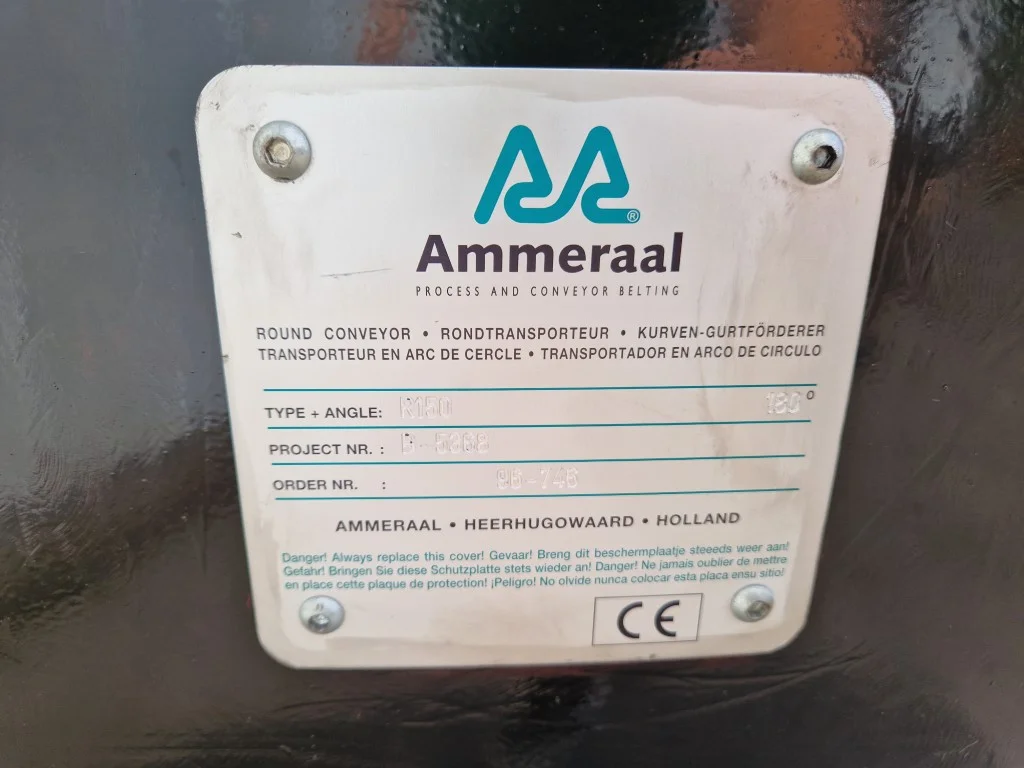 ®
Ammeraal
PROCESS AND CONVEYOR BELTING
ROUND CONVEYOR • RONDTRANSPORTEUR • KURVEN-GURTFÖRDERER
TRANSPORTEUR EN ARC DE CERCLE • TRANSPORTADOR EN ARCO DE CIRCULO
TYPE + ANGLE: R150 180°
PROJECT NR. :
ORDER NR. :
AMMERAAL • HEERHUGOWAARD • HOLLAND
Danger! Always replace this cover! Gevaar! Breng dit beschermplaatje steeeds weer aan!
Gefahr! Bringen Sie diese Schutzplatte stets wieder an! Danger! Ne jamais oublier de mettre
en place cette plaque de protection! ¡Peligro! No olvide nunca colocar esta placa ensu sitio!
CE